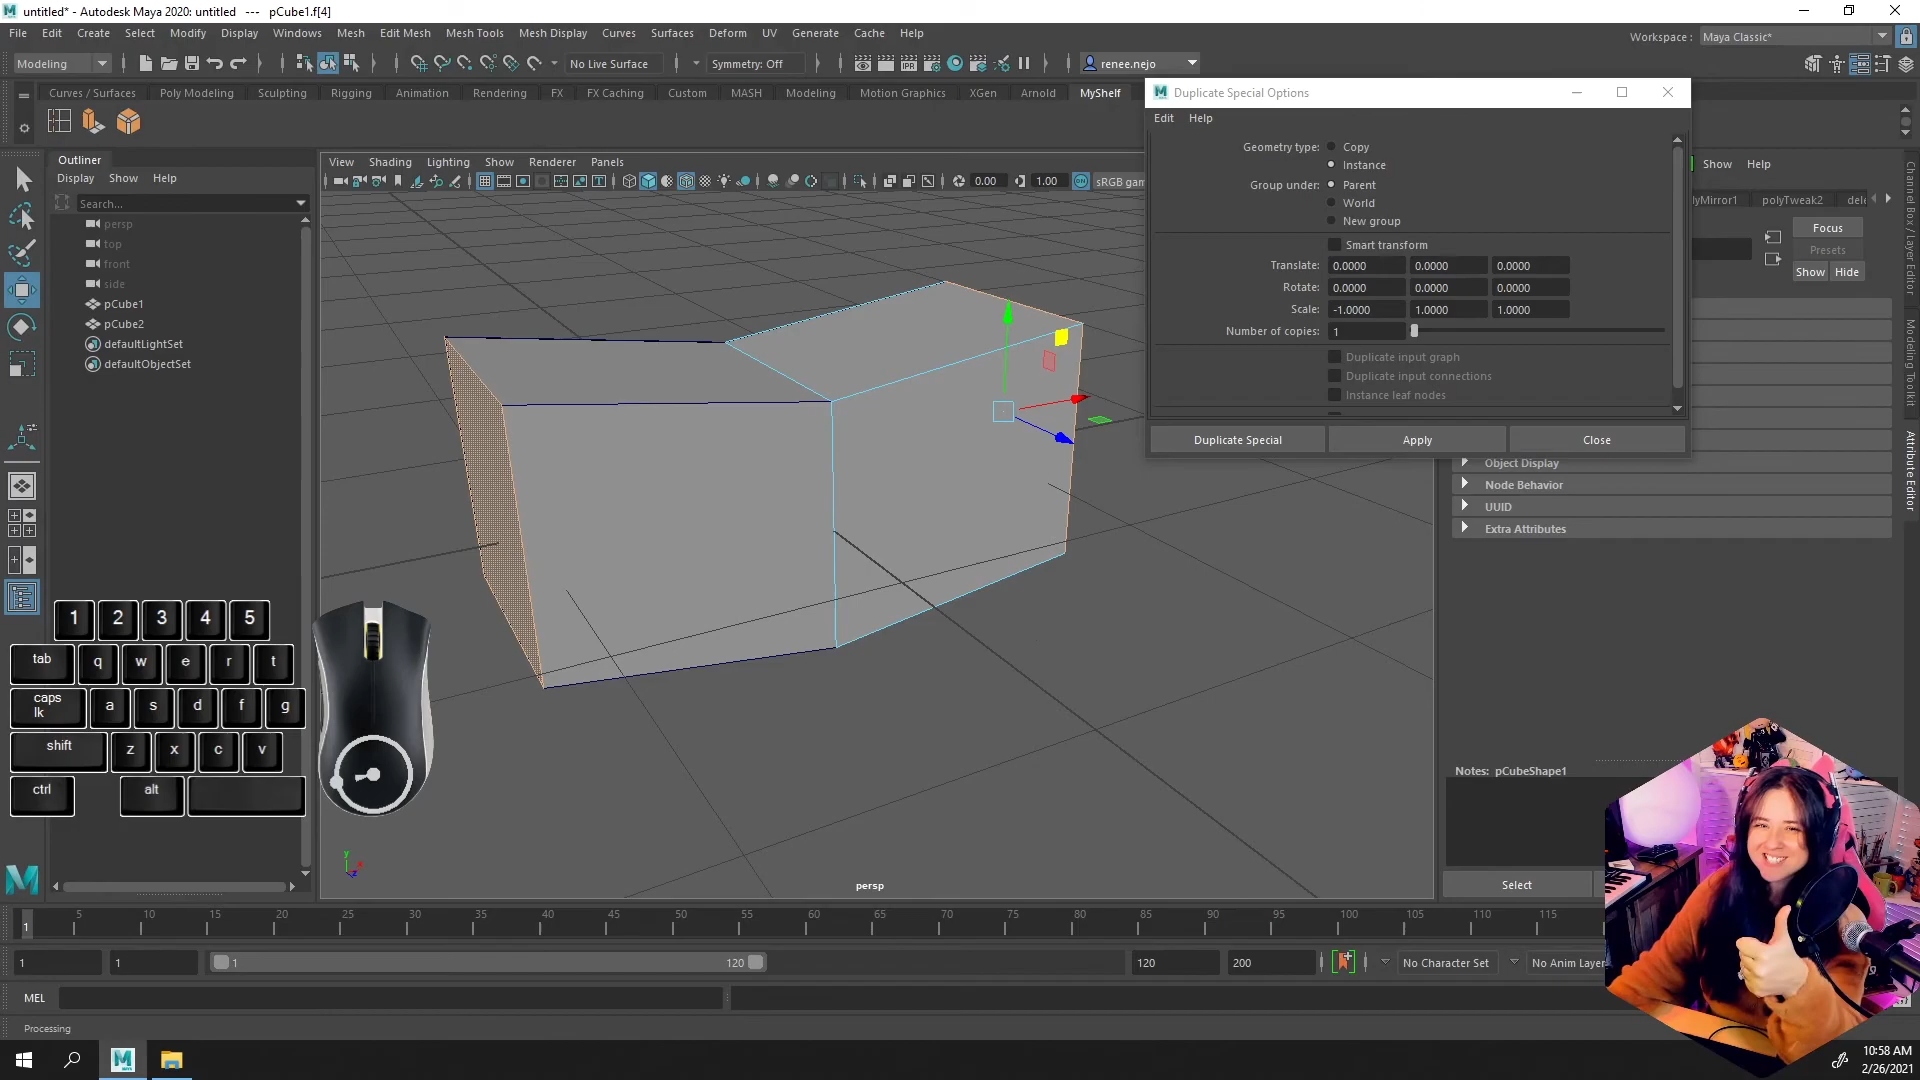 untitled* - Autodesk Maya 2020: untitled --- pCube1.f[4]
File Edit Create Select Modify Display Windows Mesh Edit Mesh Mesh Tools Mesh Display Curves Surfaces Deform UV Generate Cache Help
Workspace : Maya Classic*
Modeling
No Live Surface
Symmetry: Off
IPR
renee.nejo
Curves / Surfaces Poly Modeling Sculpting Rigging Animation Rendering FX FX Caching Custom MASH Modeling Motion Graphics XGen Arnold MyShelf
Outliner
Display Show Help
Search...
persp
top
front
side
pCube1
pCube2
defaultLightSet
defaultObjectSet
View Shading Lighting Show Renderer Panels
0.00 1.00 sRGB gam
Duplicate Special Options
Edit Help
Geometry type: Copy
Instance
Group under: Parent
World
New group
Smart transform
Translate: 0.0000 0.0000 0.0000
Rotate: 0.0000 0.0000 0.0000
Scale: -1.0000 1.0000 1.0000
Number of copies: 1
Duplicate input graph
Duplicate input connections
Instance leaf nodes
Duplicate Special Apply Close
Show Help
lyMirror1 polyTweak2 dele
Focus
Presets
Show Hide
Object Display
Node Behavior
UUID
Extra Attributes
Channel Box / Layer Editor
Modeling Toolkit
Attribute Editor
Notes: pCubeShape1
Select
1 2 3 4 5
tab q w e r t
caps lk a s d f g
shift z x c v
ctrl alt
y
x
z
persp
1 5 10 15 20 25 30 35 40 45 50 55 60 65 70 75 80 85 90 95 100 105 110 115
1 1 1 120 120 200 No Character Set No Anim Layer
MEL
Processing
10:58 AM
2/26/2021